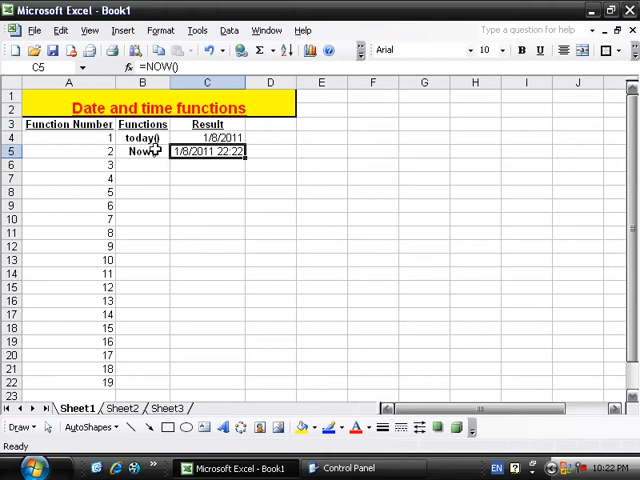 Microsoft Excel - Book1
File Edit View Insert Format Tools Data Window Help
Type a question for help
Arial 10 B U
C5 fx =NOW()
A B C D E F G H I J
1
2 Date and time functions
3 Function Number Functions Result
4 1 today() 1/8/2011
5 2 Now 1/8/2011 22:22
6 3
7 4
8 5
9 6
10 7
11 8
12 9
13 10
14 11
15 12
16 13
17 14
18 15
19 16
20 17
21 18
22 19
23
Sheet1 Sheet2 Sheet3
Draw AutoShapes
Ready
Microsoft Excel - Book1 Control Panel EN 10:22 PM